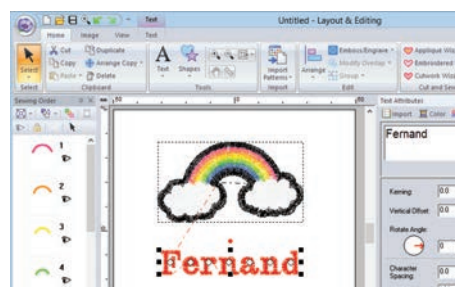 Text
Untitled - Layout & Editing
Home Image View Text
Select
Cut
Copy
Paste
Duplicate
Arrange Copy
Delete
Text
Shapes
Import Patterns
Arrange
Emboss/Engrave
Modify Overlap
Group
Applique Wiz
Embroidered
Cutwork Wiz
Select Clipboard Tools Import Edit Cut and Sew
Sewing Order
Text Attributes
Import Color
Fernand
1
2
3
4
Kerning: 0.0
Vertical Offset: 0.0
Rotate Angle:
0
Character
Spacing: 0.0
Fernand